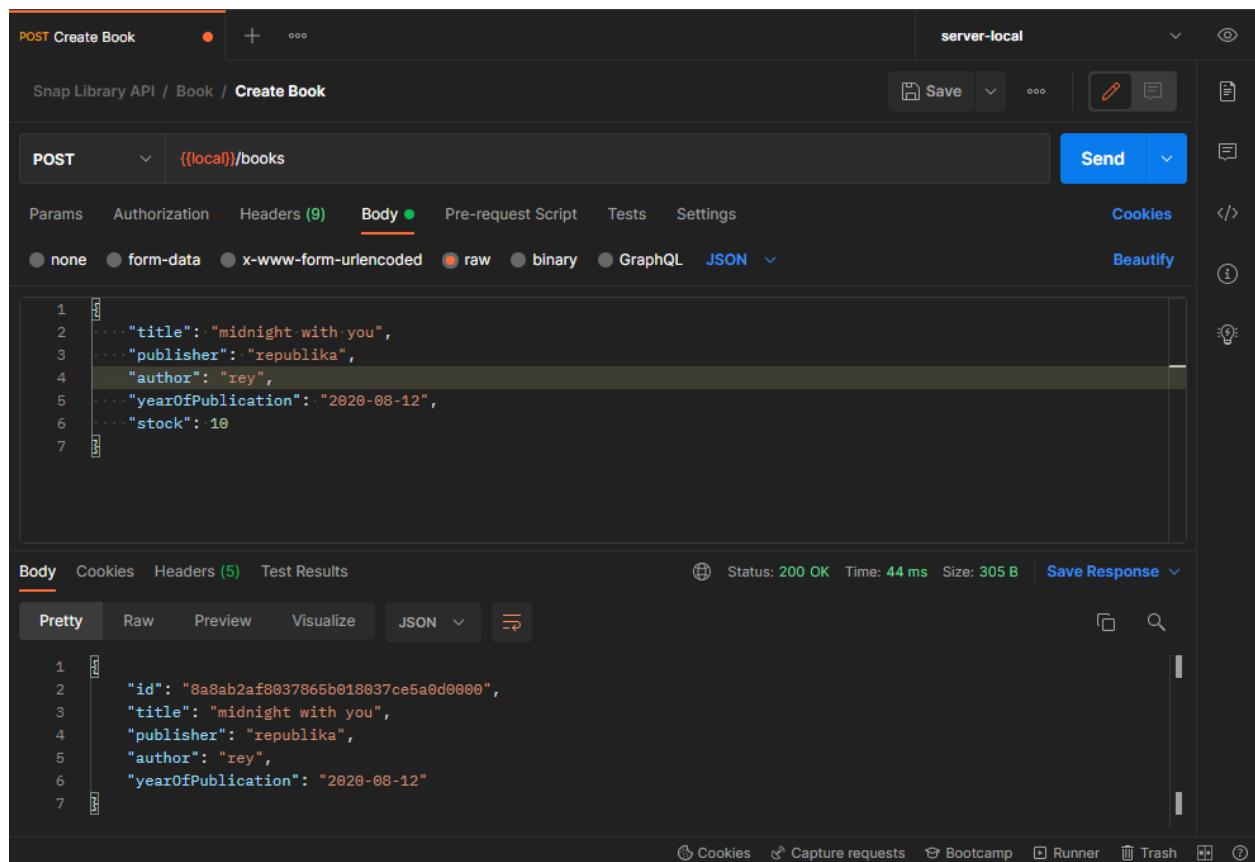 POST Create Book
server-local
Snap Library API / Book / Create Book
Save
POST {{local}}/books Send
Params Authorization Headers (9) Body Pre-request Script Tests Settings Cookies
none form-data x-www-form-urlencoded raw binary GraphQL JSON Beautify
1 {
2 ····"title":·"midnight·with·you",
3 ····"publisher":·"republika",
4 ····"author":·"rey",
5 ····"yearOfPublication":·"2020-08-12",
6 ····"stock":·10
7 }
Body Cookies Headers (5) Test Results Status: 200 OK Time: 44 ms Size: 305 B Save Response
Pretty Raw Preview Visualize JSON
1 {
2 "id": "8a8ab2af8037865b018037ce5a0d0000",
3 "title": "midnight with you",
4 "publisher": "republika",
5 "author": "rey",
6 "yearOfPublication": "2020-08-12"
7 }
Cookies Capture requests Bootcamp Runner Trash